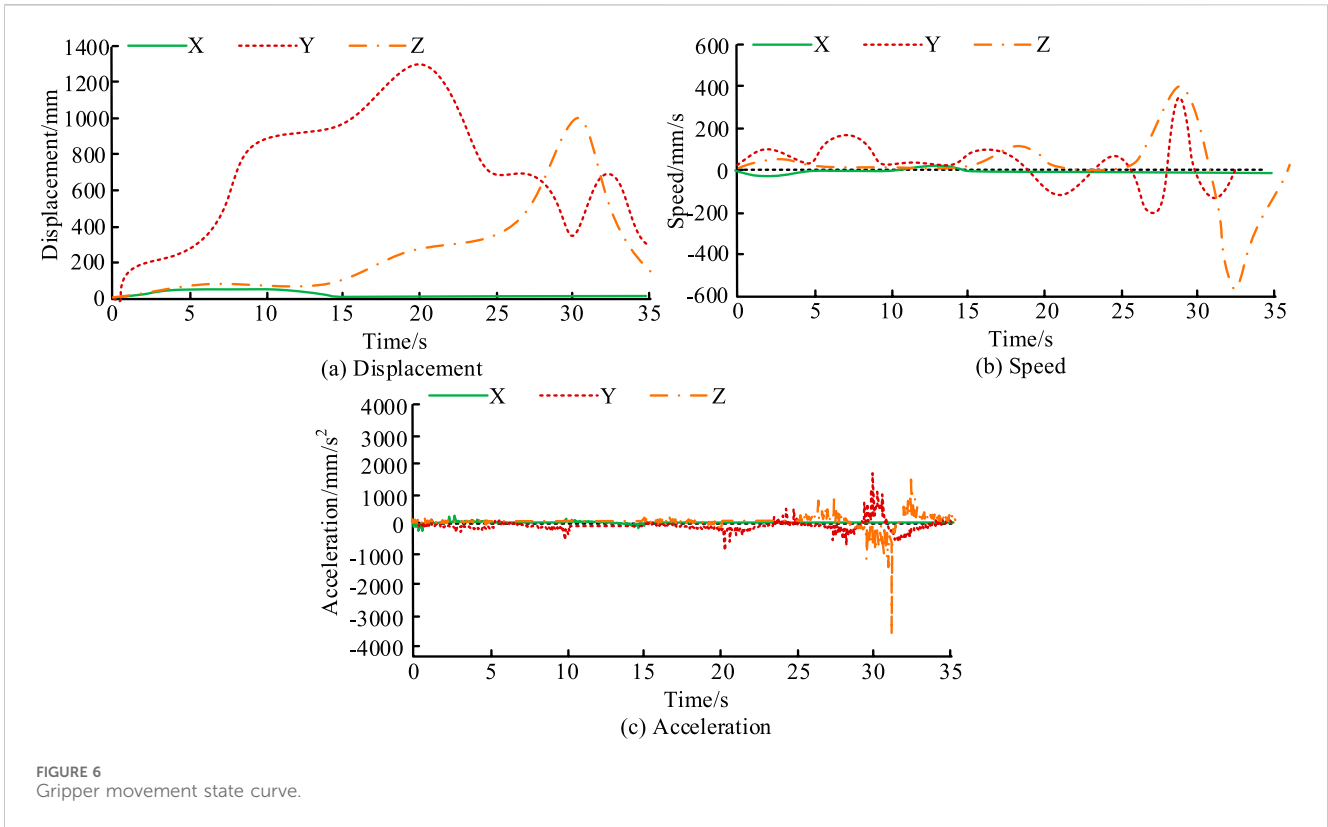 X Y Z
1400
1200
1000
800
600
400
200
0
Displacement/mm
0 5 10 15 20 25 30 35
Time/s
(a) Displacement
X Y Z
600
400
200
0
-200
-400
-600
Speed/mm/s
0 5 10 15 20 25 30 35
Time/s
(b) Speed
X Y Z
4000
3000
2000
1000
0
-1000
-2000
-3000
-4000
Acceleration/mm/s²
0 5 10 15 20 25 30 35
Time/s
(c) Acceleration
FIGURE 6
Gripper movement state curve.